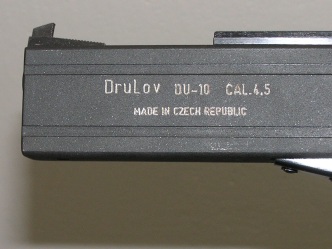 DruLov DU-10 CAL.4,5
MADE IN CZECH REPUBLIC